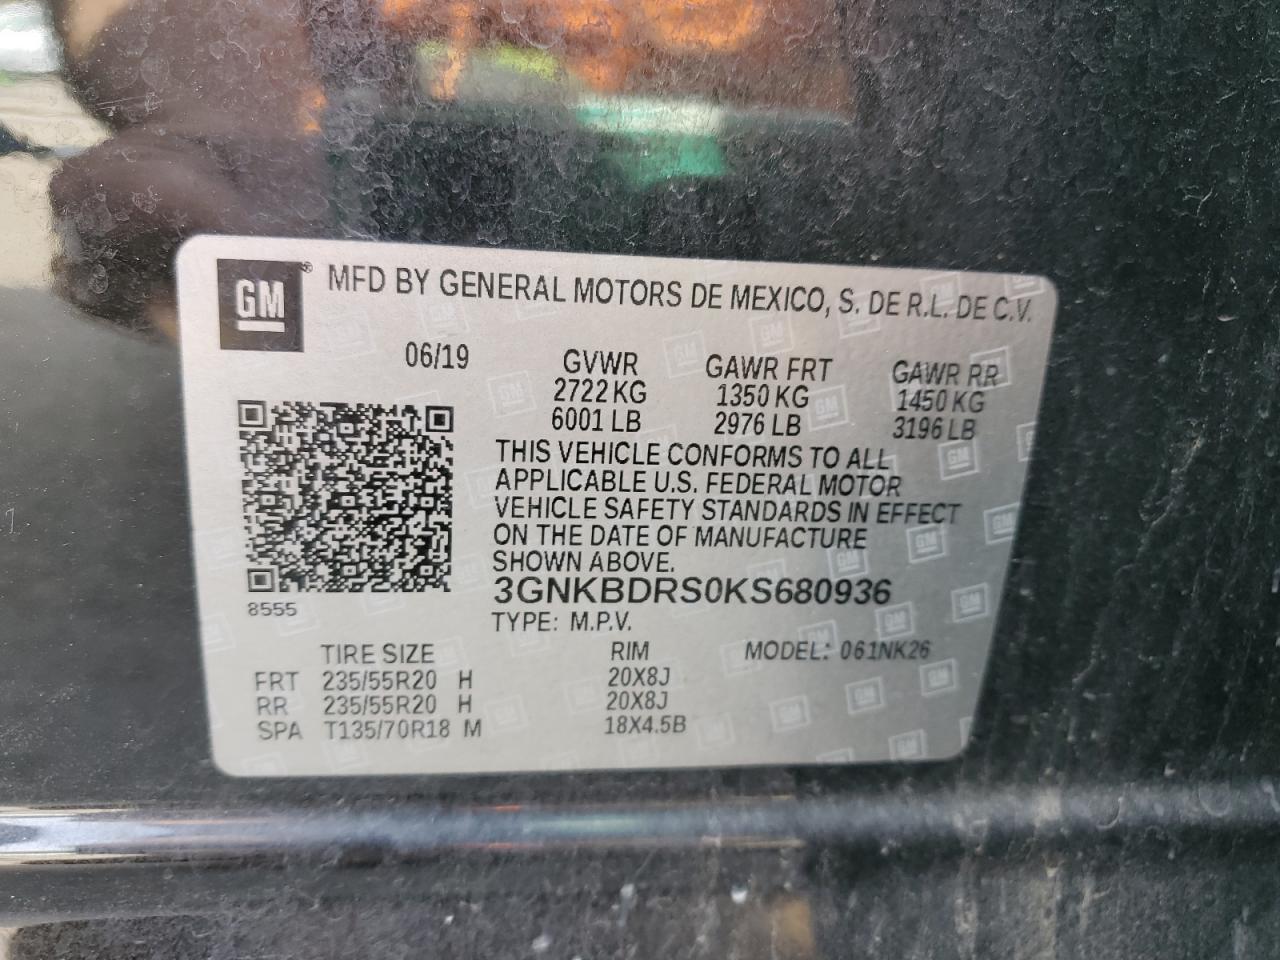 GM
MFD BY GENERAL MOTORS DE MEXICO, S. DE R.L. DE C.V.
06/19 GVWR GAWR FRT GAWR RR
2722 KG 1350 KG 1450 KG
6001 LB 2976 LB 3196 LB
THIS VEHICLE CONFORMS TO ALL
APPLICABLE U.S. FEDERAL MOTOR
VEHICLE SAFETY STANDARDS IN EFFECT
ON THE DATE OF MANUFACTURE
SHOWN ABOVE.
3GNKBDRS0KS680936
8555
TYPE: M.P.V.
TIRE SIZE RIM MODEL: 061NK26
FRT 235/55R20 H 20X8J
RR 235/55R20 H 20X8J
SPA T135/70R18 M 18X4.5B